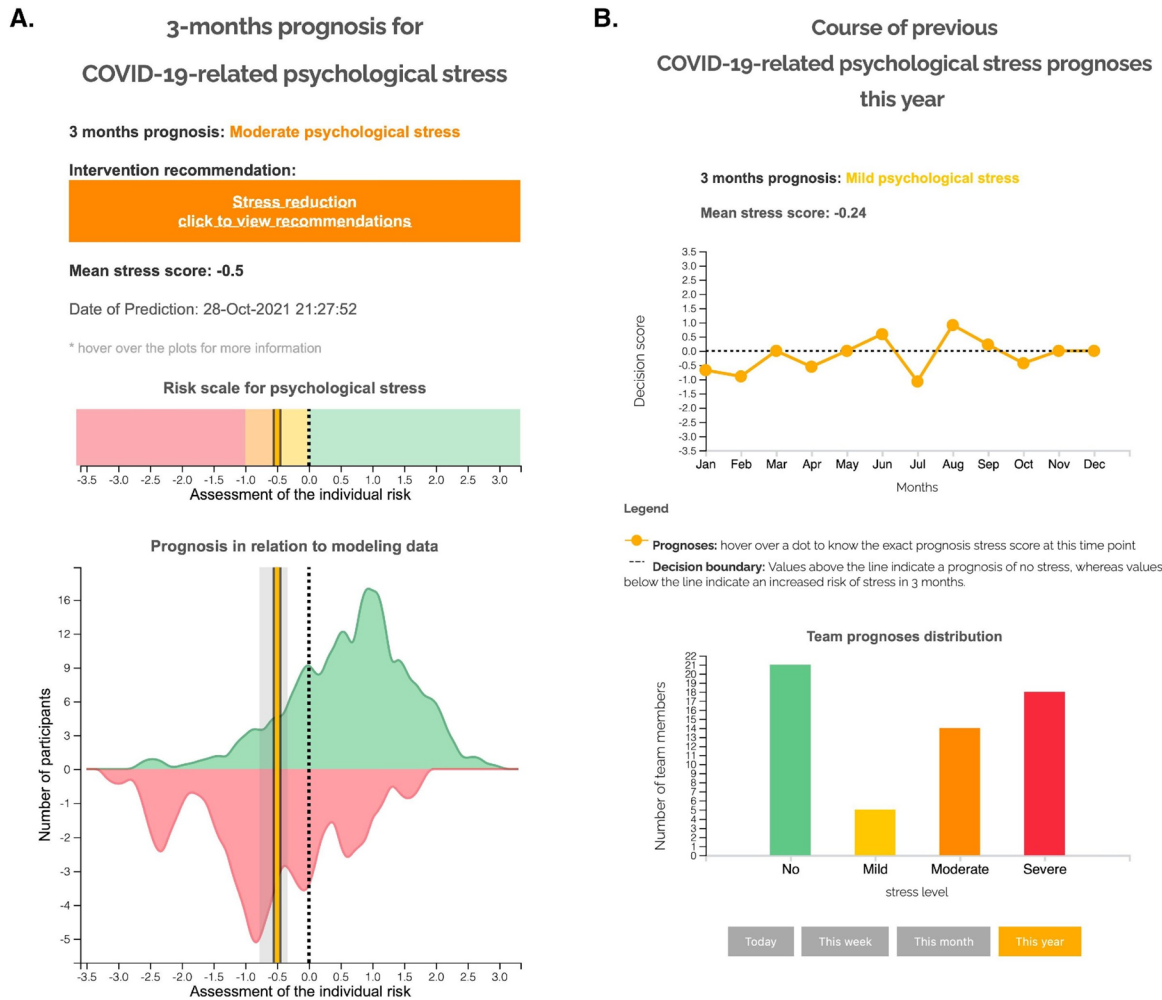 A.
3-months prognosis for
COVID-19-related psychological stress
3 months prognosis: Moderate psychological stress
Intervention recommendation:
Stress reduction
click to view recommendations
Mean stress score: -0.5
Date of Prediction: 28-Oct-2021 21:27:52
* hover over the plots for more information
Risk scale for psychological stress
-3.5 -3.0 -2.5 -2.0 -1.5 -1.0 -0.5 0.0 0.5 1.0 1.5 2.0 2.5 3.0
Assessment of the individual risk
Prognosis in relation to modeling data
Number of participants
16
12
9
6
3
0
-1
-2
-3
-4
-5
-3.5 -3.0 -2.5 -2.0 -1.5 -1.0 -0.5 0.0 0.5 1.0 1.5 2.0 2.5 3.0
Assessment of the individual risk
B.
Course of previous
COVID-19-related psychological stress prognoses
this year
3 months prognosis: Mild psychological stress
Mean stress score: -0.24
Decision score
3.5
3.0
2.5
2.0
1.5
1.0
0.5
0.0
-0.5
-1.0
-1.5
-2.0
-2.5
-3.0
-3.5
Jan Feb Mar Apr May Jun Jul Aug Sep Oct Nov Dec
Months
Legend
Prognoses: hover over a dot to know the exact prognosis stress score at this time point
Decision boundary: Values above the line indicate a prognosis of no stress, whereas values
below the line indicate an increased risk of stress in 3 months.
Team prognoses distribution
Number of team members
22
21
20
19
18
17
16
15
14
13
12
11
10
9
8
7
6
5
4
3
2
1
0
No Mild Moderate Severe
stress level
Today This week This month This year